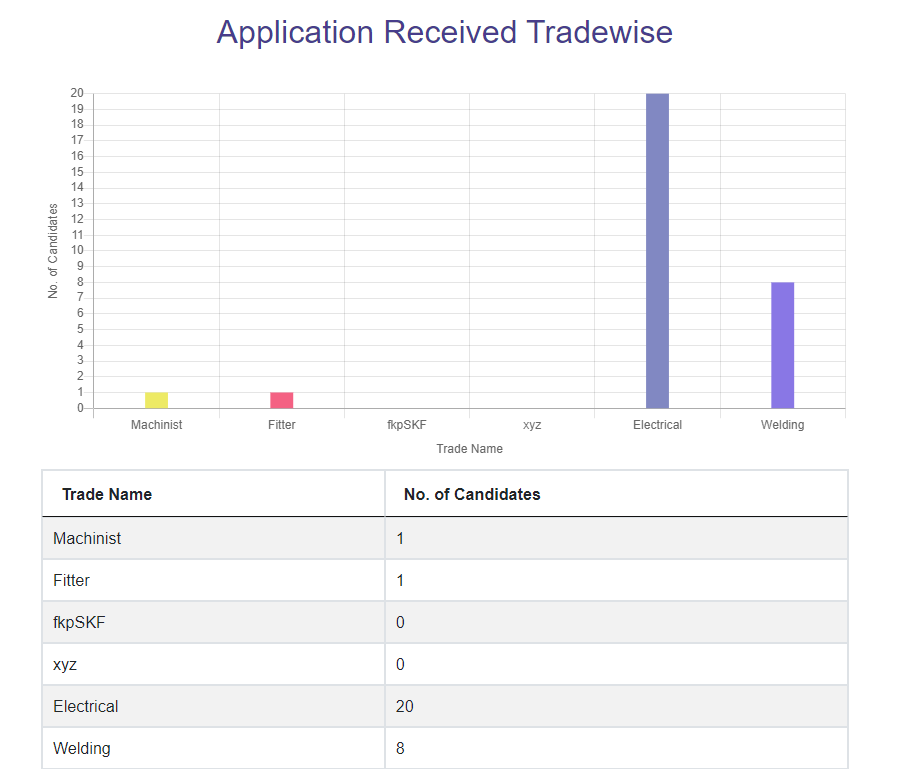 Application Received Tradewise
20
19
18
17
16
15
14
13
12
11
10
9
8
7
6
5
4
3
2
1
0
No. of Candidates
Machinist Fitter fkpSKF xyz Electrical Welding
Trade Name
Trade Name No. of Candidates
Machinist 1
Fitter 1
fkpSKF 0
xyz 0
Electrical 20
Welding 8